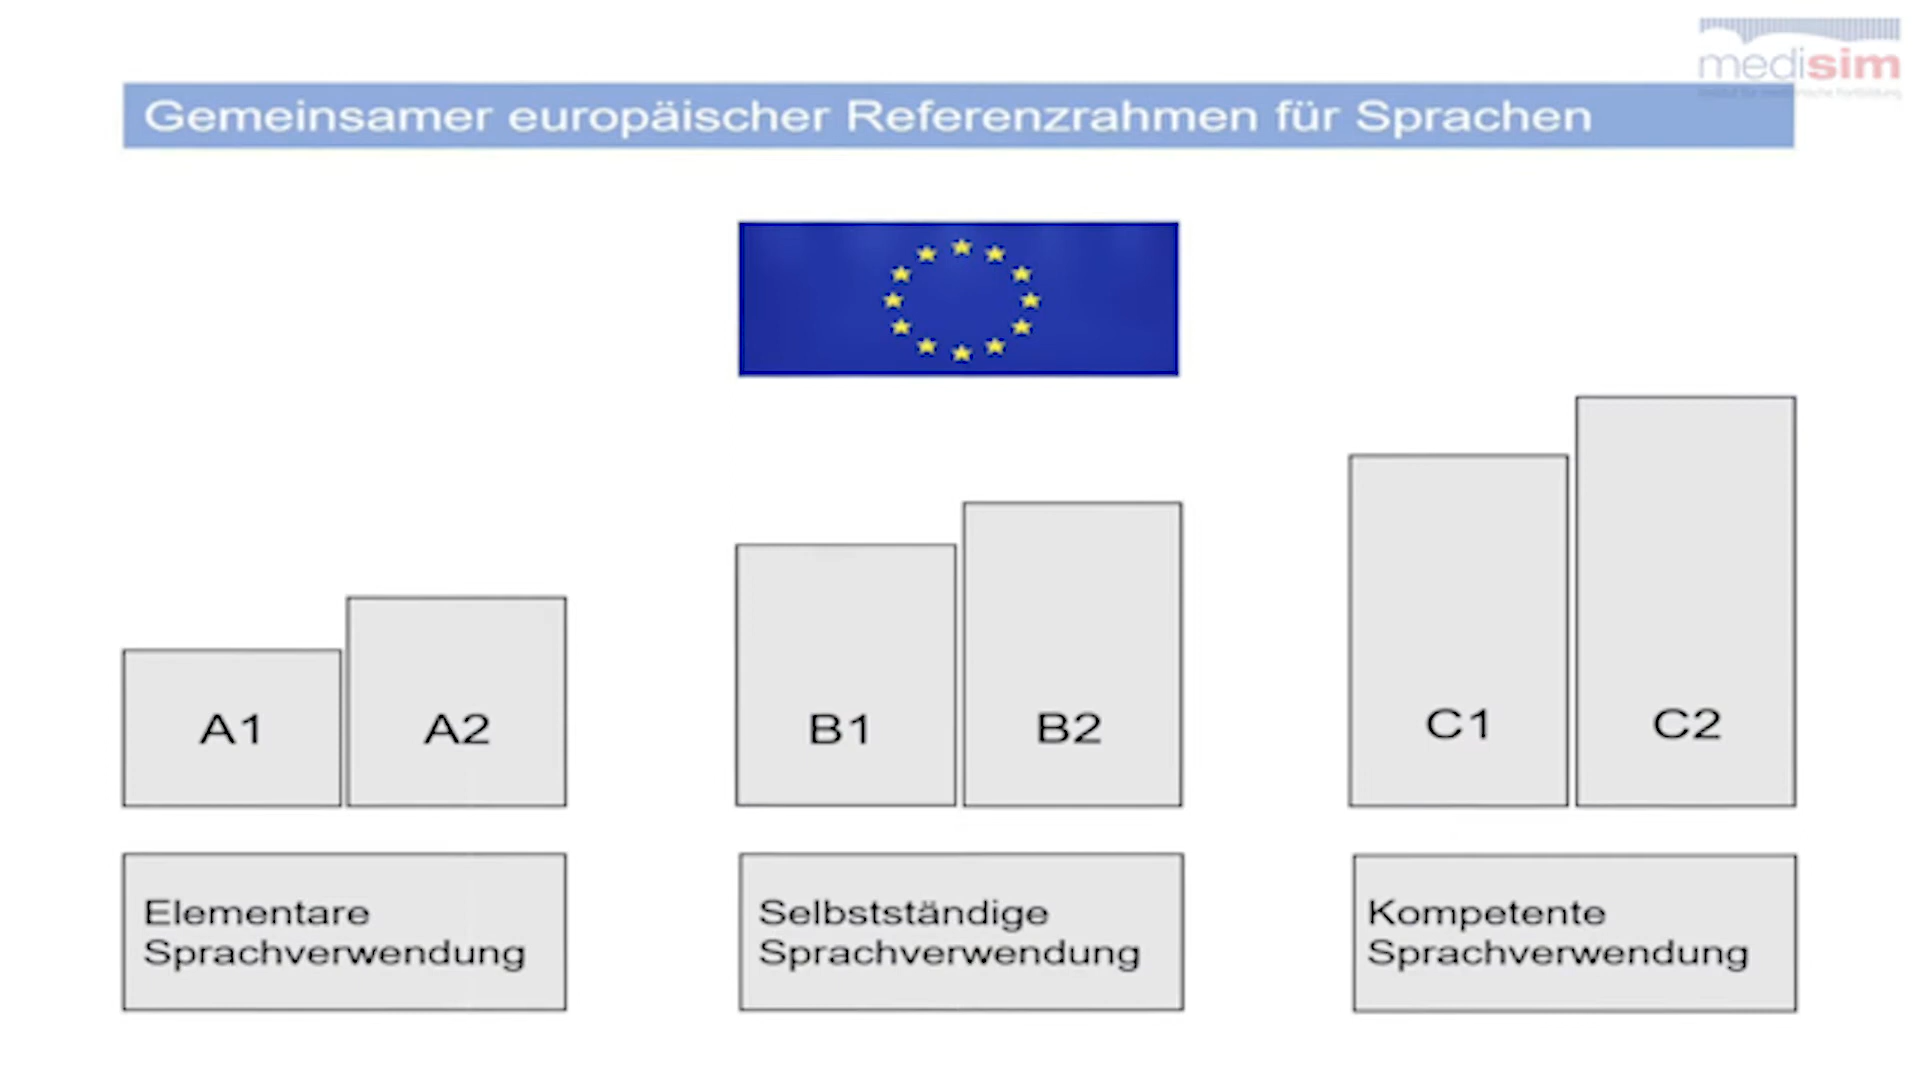 medisim
Gemeinsamer europäischer Referenzrahmen für Sprachen
A1
A2
B1
B2
C1
C2
Elementare
Sprachverwendung
Selbstständige
Sprachverwendung
Kompetente
Sprachverwendung